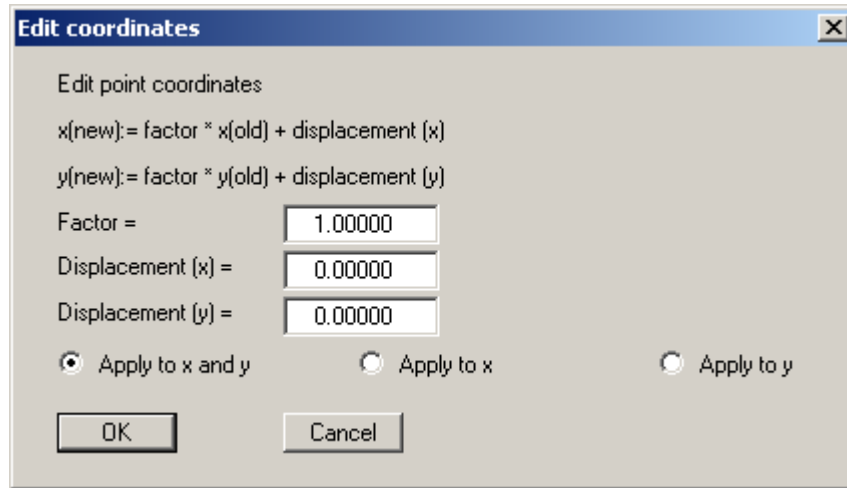 Edit coordinates
Edit point coordinates
x(new):= factor * x(old) + displacement (x)
y(new):= factor * y(old) + displacement (y)
Factor = 1.00000
Displacement (x) = 0.00000
Displacement (y) = 0.00000
Apply to x and y Apply to x Apply to y
OK Cancel